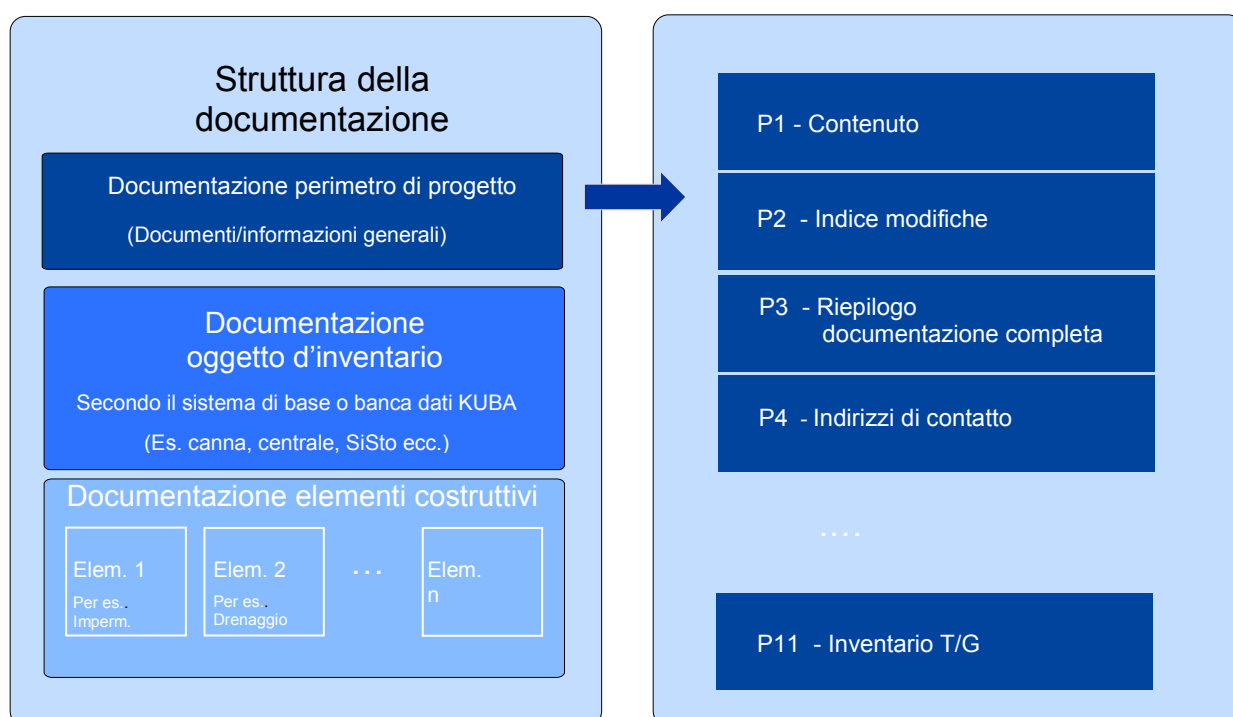 Struttura della
documentazione
Documentazione perimetro di progetto
(Documenti/informazioni generali)
Documentazione
oggetto d'inventario
Secondo il sistema di base o banca dati KUBA
(Es. canna, centrale, SiSto ecc.)
Documentazione elementi costruttivi
Elem. 1
Per es..
Imperm.
Elem. 2
Per es..
Drenaggio
...
Elem.
n
P1 - Contenuto
P2 - Indice modifiche
P3 - Riepilogo
documentazione completa
P4 - Indirizzi di contatto
....
P11 - Inventario T/G